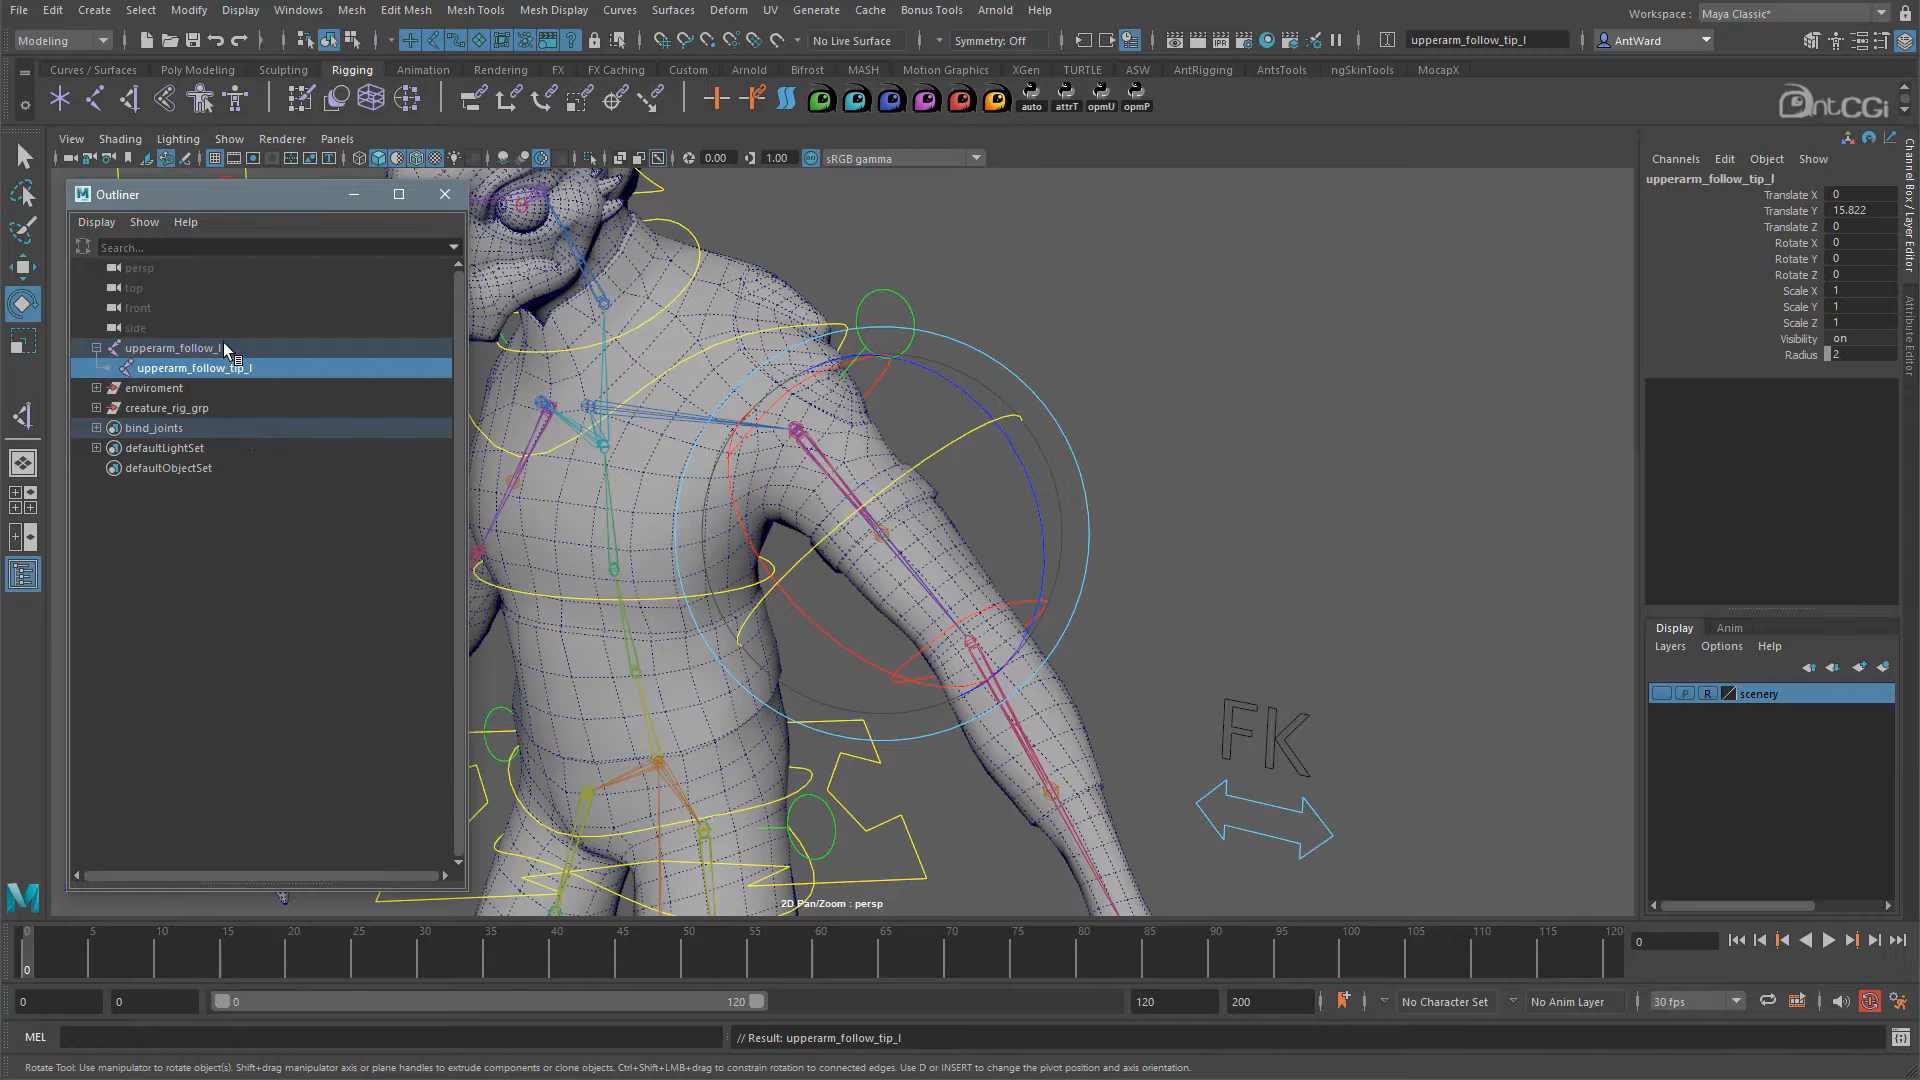 File Edit Create Select Modify Display Windows Mesh Edit Mesh Mesh Tools Mesh Display Curves Surfaces Deform UV Generate Cache Bonus Tools Arnold Help
Workspace : Maya Classic*
Modeling No Live Surface Symmetry: Off upperarm_follow_tip_l AntWard
Curves / Surfaces Poly Modeling Sculpting Rigging Animation Rendering FX FX Caching Custom Arnold Bifrost MASH Motion Graphics XGen TURTLE ASW AntRigging AntsTools ngSkinTools MocapX
auto attrT opmU opmP
AntCGi
View Shading Lighting Show Renderer Panels
0.00 1.00 sRGB gamma
Outliner
Display Show Help
Search...
persp
top
front
side
upperarm_follow_l
upperarm_follow_tip_l
enviroment
creature_rig_grp
bind_joints
defaultLightSet
defaultObjectSet
FK
2D Pan/Zoom : persp
Channels Edit Object Show
upperarm_follow_tip_l
Translate X 0
Translate Y 15.822
Translate Z 0
Rotate X 0
Rotate Y 0
Rotate Z 0
Scale X 1
Scale Y 1
Scale Z 1
Visibility on
Radius 2
Channel Box / Layer Editor
Attribute Editor
Display Anim
Layers Options Help
P R scenery
0 5 10 15 20 25 30 35 40 45 50 55 60 65 70 75 80 85 90 95 100 105 110 115 120
0
0
0 0 0 120 120 200 No Character Set No Anim Layer 30 fps
MEL // Result: upperarm_follow_tip_l
Rotate Tool: Use manipulator to rotate object(s). Shift+drag manipulator axis or plane handles to extrude components or clone objects. Ctrl+Shift+LMB+drag to constrain rotation to connected edges. Use D or INSERT to change the pivot position and axis orientation.